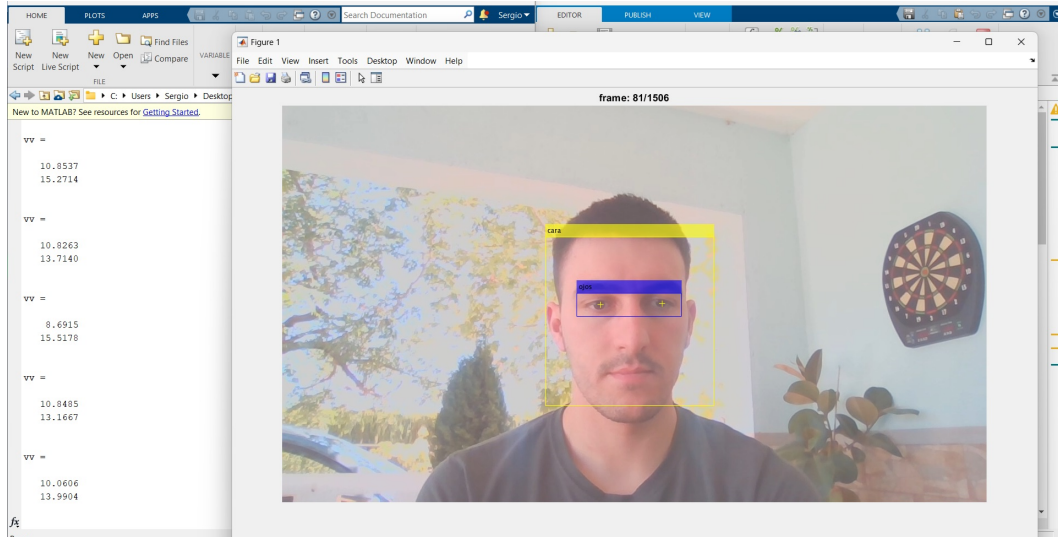 HOME PLOTS APPS Search Documentation Sergio EDITOR PUBLISH VIEW
New Script
New Live Script
New
Open
Find Files
Compare
VARIABLE
FILE
C: Users Sergio Desktop
New to MATLAB? See resources for Getting Started.
vv =
10.8537
15.2714
vv =
10.8263
13.7140
vv =
8.6915
15.5178
vv =
10.8485
13.1667
vv =
10.0606
13.9904
fx
Figure 1
File Edit View Insert Tools Desktop Window Help
frame: 81/1506
cara
ojos